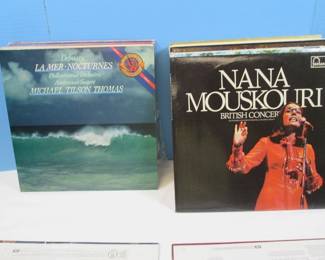 Debussy
LA MER · NOCTURNES
Philharmonia Orchestra
Ambrosian Singers
MICHAEL TILSON THOMAS
NANA
MOUSKOURI
BRITISH CONCERT